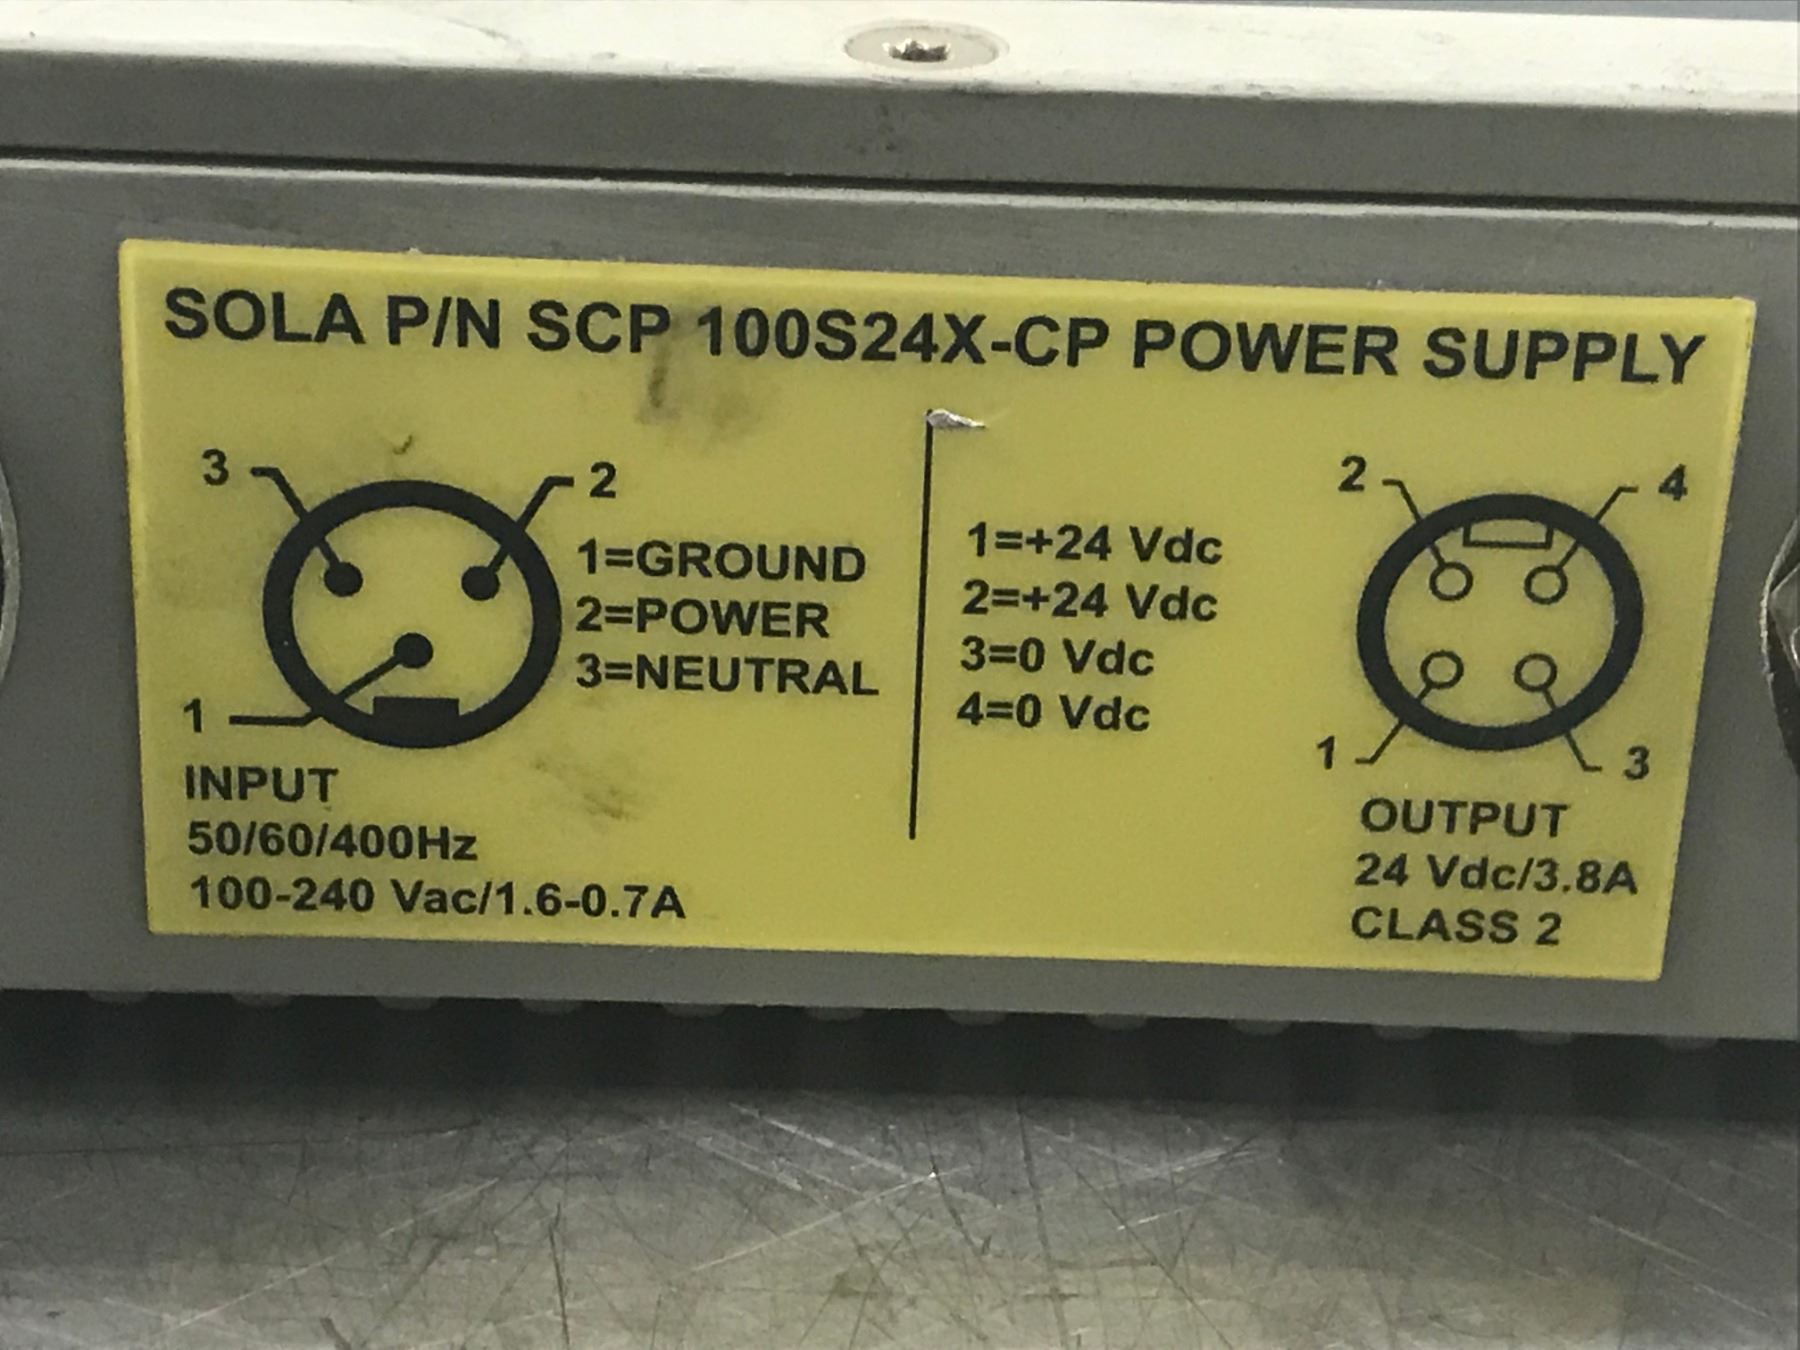 SOLA P/N SCP 100S24X-CP POWER SUPPLY
3
2
1=GROUND
2=POWER
3=NEUTRAL
1
INPUT
50/60/400Hz
100-240 Vac/1.6-0.7A
1=+24 Vdc
2=+24 Vdc
3=0 Vdc
4=0 Vdc
2
4
1
3
OUTPUT
24 Vdc/3.8A
CLASS 2